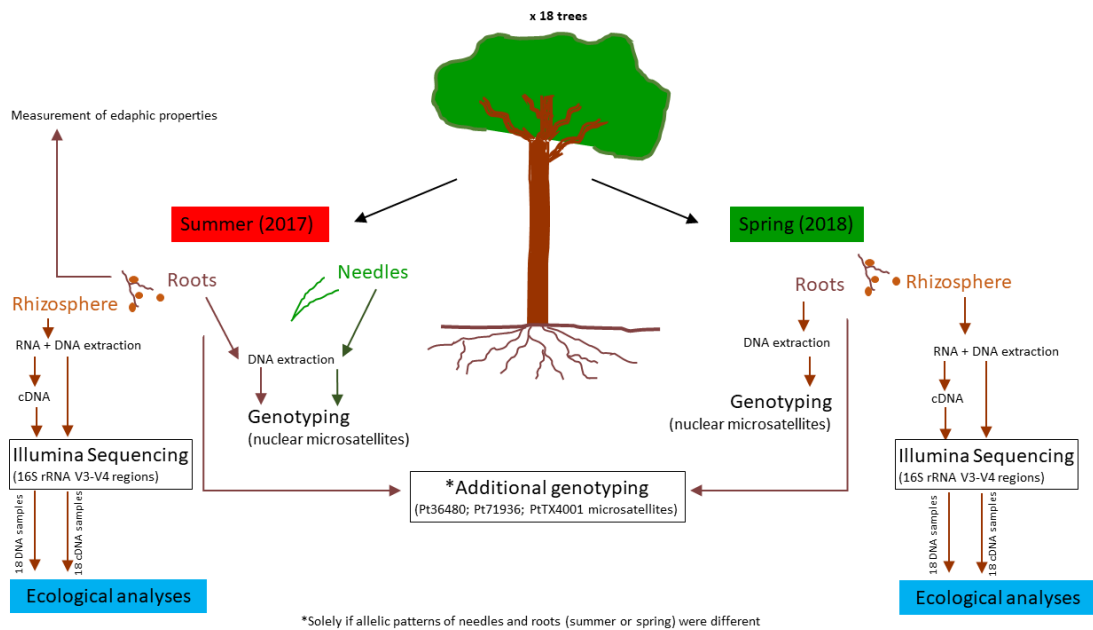 x 18 trees
Measurement of edaphic properties
Summer (2017)
Spring (2018)
Roots
Needles
Rhizosphere
RNA + DNA extraction
cDNA
DNA extraction
Genotyping
(nuclear microsatellites)
Illumina Sequencing
(16S rRNA V3-V4 regions)
18 DNA samples
18 cDNA samples
Ecological analyses
*Additional genotyping
(Pt36480; Pt71936; PtTX4001 microsatellites)
Roots
Rhizosphere
DNA extraction
Genotyping
(nuclear microsatellites)
RNA + DNA extraction
cDNA
Illumina Sequencing
(16S rRNA V3-V4 regions)
18 DNA samples
18 cDNA samples
Ecological analyses
*Solely if allelic patterns of needles and roots (summer or spring) were different